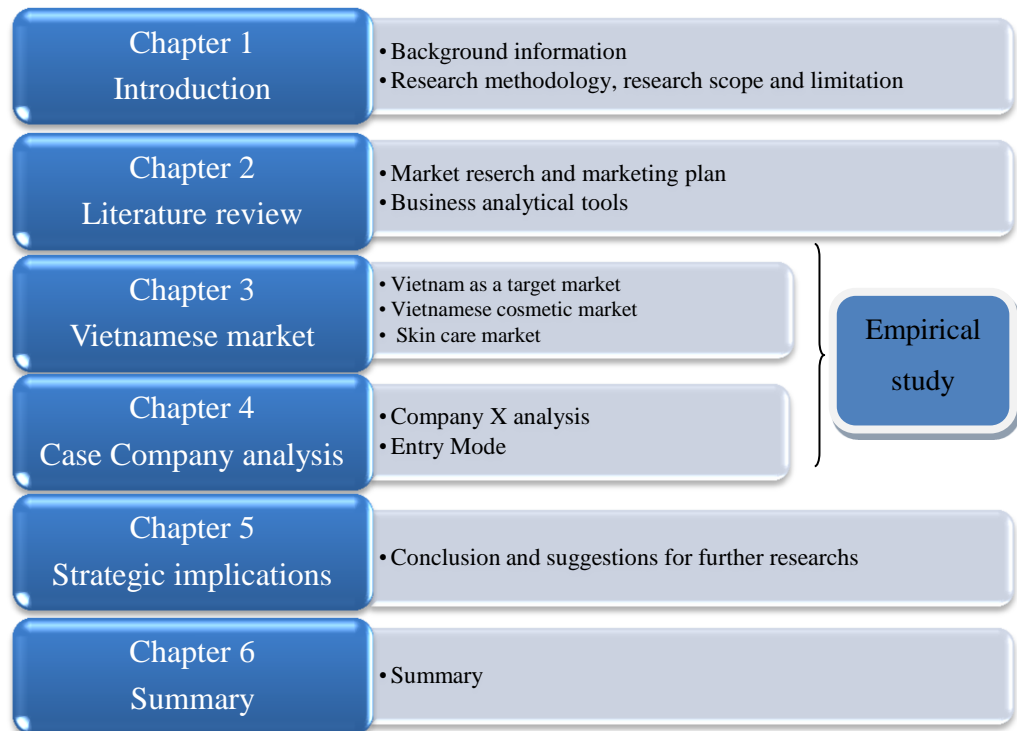 Chapter 1
Introduction
• Background information
• Research methodology, research scope and limitation
Chapter 2
Literature review
• Market reserch and marketing plan
• Business analytical tools
Chapter 3
Vietnamese market
• Vietnam as a target market
• Vietnamese cosmetic market
• Skin care market
Chapter 4
Case Company analysis
• Company X analysis
• Entry Mode
Empirical
study
Chapter 5
Strategic implications
• Conclusion and suggestions for further researchs
Chapter 6
Summary
• Summary